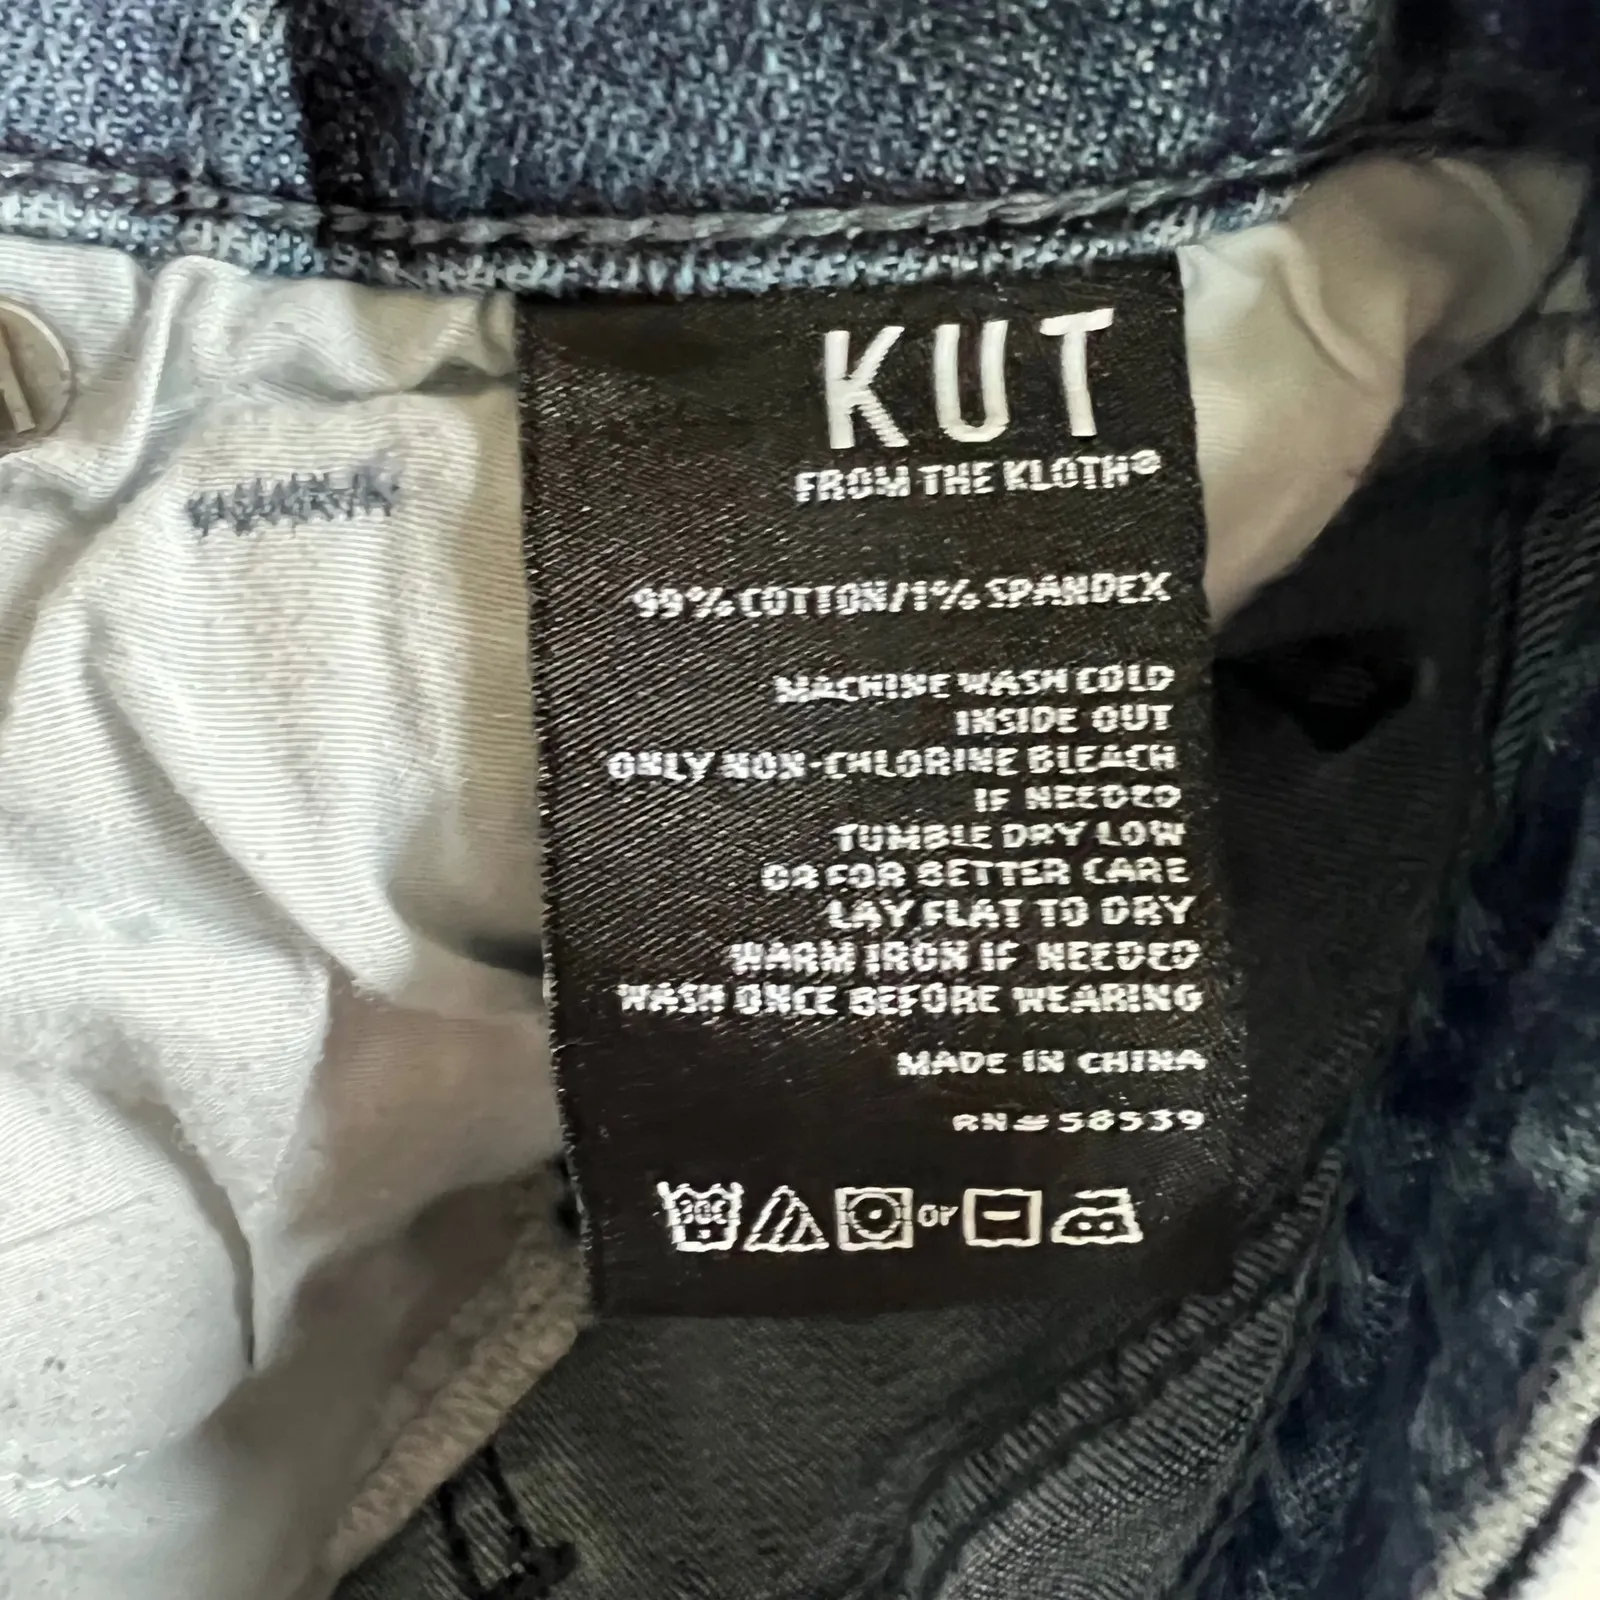 KUT
FROM THE KLOTH®
99% COTTON/1% SPANDEX
MACHINE WASH COLD
INSIDE OUT
ONLY NON-CHLORINE BLEACH
IF NEEDED
TUMBLE DRY LOW
OR FOR BETTER CARE
LAY FLAT TO DRY
WARM IRON IF NEEDED
WASH ONCE BEFORE WEARING
MADE IN CHINA
RN# 58539
30C or